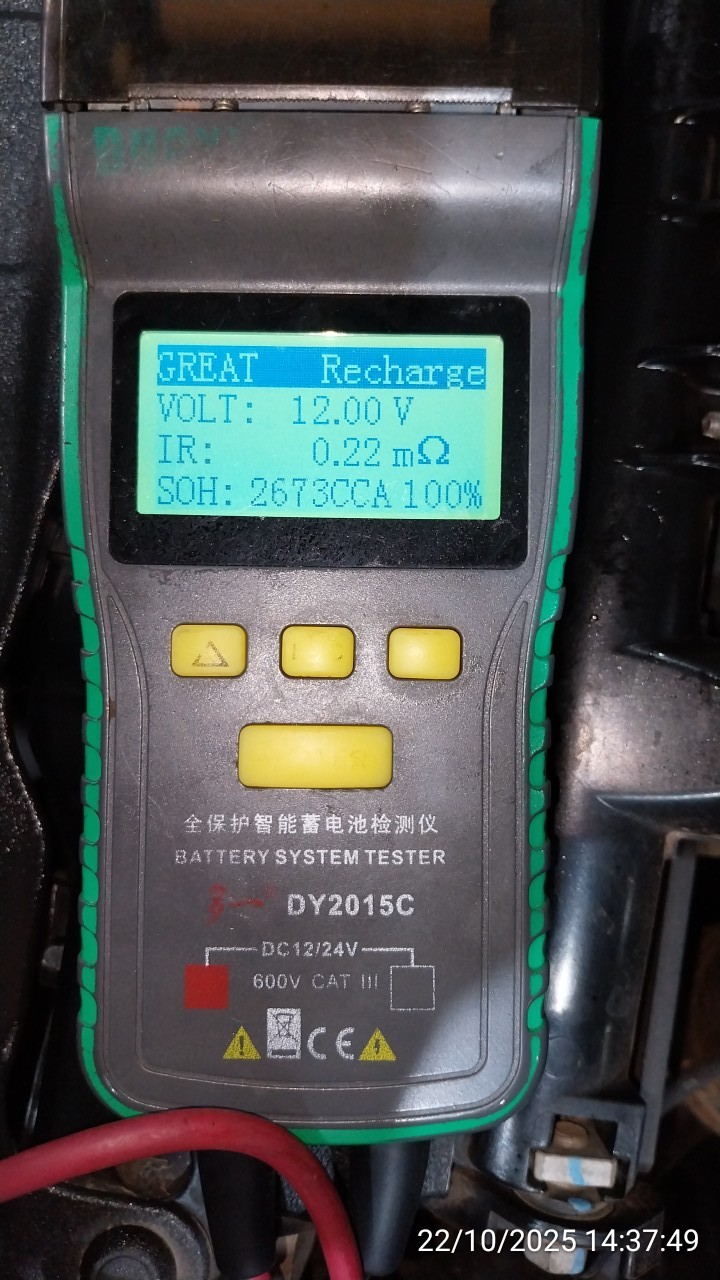 GREAT Recharge
VOLT: 12.00 V
IR: 0.22 mΩ
SOH: 2673CCA 100%
全保护智能蓄电池检测仪
BATTERY SYSTEM TESTER
DY2015C
DC12/24V
600V CAT III
CE
22/10/2025 14:37:49